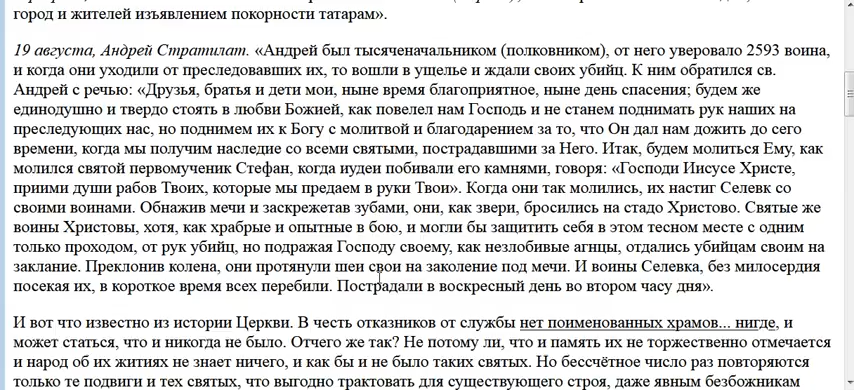 город и жителей изъявлением покорности татарам».
19 августа, Андрей Стратилат. «Андрей был тысяченачальником (полковником), от него уверовало 2593 воина,
и когда они уходили от преследовавших их, то вошли в ущелье и ждали своих убийц. К ним обратился св.
Андрей с речью: «Друзья, братья и дети мои, ныне время благоприятное, ныне день спасения; будем же
единодушно и твердо стоять в любви Божией, как повелел нам Господь и не станем поднимать рук наших на
преследующих нас, но поднимем их к Богу с молитвой и благодарением за то, что Он дал нам дожить до сего
времени, когда мы получим наследие со всеми святыми, пострадавшими за Него. Итак, будем молиться Ему, как
молился святой первомученик Стефан, когда иудеи побивали его камнями, говоря: «Господи Иисусе Христе,
приими души рабов Твоих, которые мы предаем в руки Твои». Когда они так молились, их настиг Селевк со
своими воинами. Обнажив мечи и заскрежетав зубами, они, как звери, бросились на стадо Христово. Святые же
воины Христовы, хотя, как храбрые и опытные в бою, и могли бы защитить себя в этом тесном месте с одним
только проходом, от рук убийц, но подражая Господу своему, как незлобивые агнцы, отдались убийцам своим на
заклание. Преклонив колена, они протянули шеи свои на заколение под мечи. И воины Селевка, без милосердия
посекая их, в короткое время всех перебили. Пострадали в воскресный день во втором часу дня».
И вот что известно из истории Церкви. В честь отказников от службы нет поименованных храмов... нигде, и
может статься, что и никогда не было. Отчего же так? Не потому ли, что и память их не торжественно отмечается
и народ об их житиях не знает ничего, и как бы и не было таких святых. Но бессчётное число раз повторяются
только те подвиги и тех святых, что выгодно трактовать для существующего строя, даже явным безбожникам